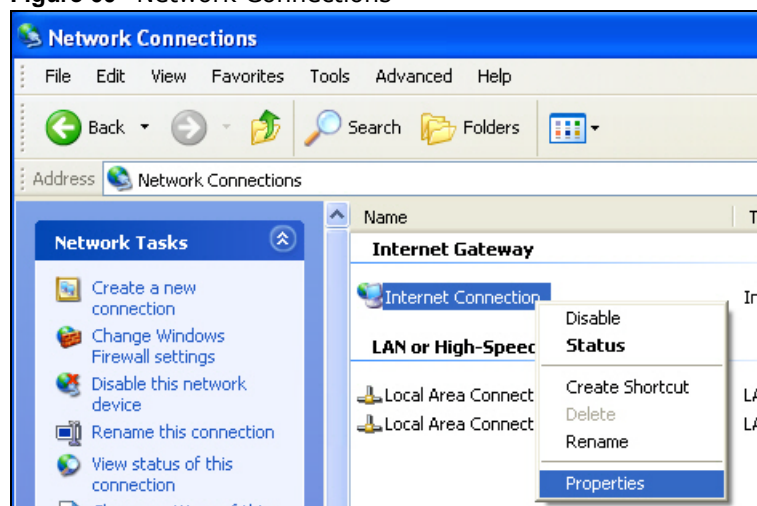 Network Connections
Network Connections
File Edit View Favorites Tools Advanced Help
Back Search Folders
Address Network Connections
Network Tasks
Create a new
connection
Change Windows
Firewall settings
Disable this network
device
Rename this connection
View status of this
connection
Name
Internet Gateway
Internet Connection
LAN or High-Speed
Local Area Connect
Local Area Connect
Disable
Status
Create Shortcut
Delete
Rename
Properties